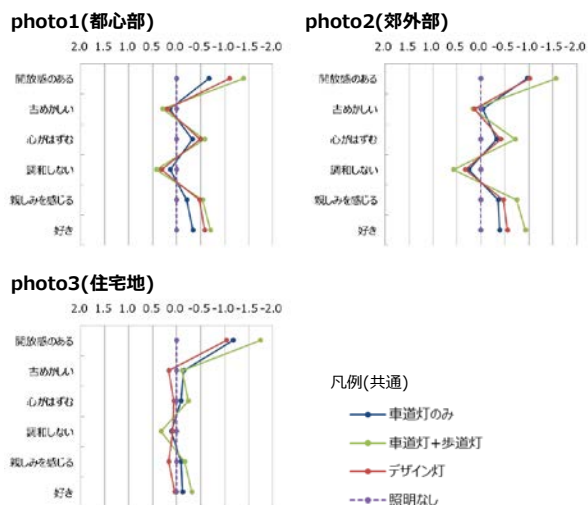 photo1(都心部)
2.0 1.5 1.0 0.5 0.0 -0.5 -1.0 -1.5 -2.0
開放感のある
古めかしい
心がはずむ
調和しない
親しみを感じる
好き
photo2(郊外部)
2.0 1.5 1.0 0.5 0.0 -0.5 -1.0 -1.5 -2.0
開放感のある
古めかしい
心がはずむ
調和しない
親しみを感じる
好き
photo3(住宅地)
2.0 1.5 1.0 0.5 0.0 -0.5 -1.0 -1.5 -2.0
開放感のある
古めかしい
心がはずむ
調和しない
親しみを感じる
好き
凡例(共通)
車道灯のみ
車道灯+歩道灯
デザイン灯
照明なし